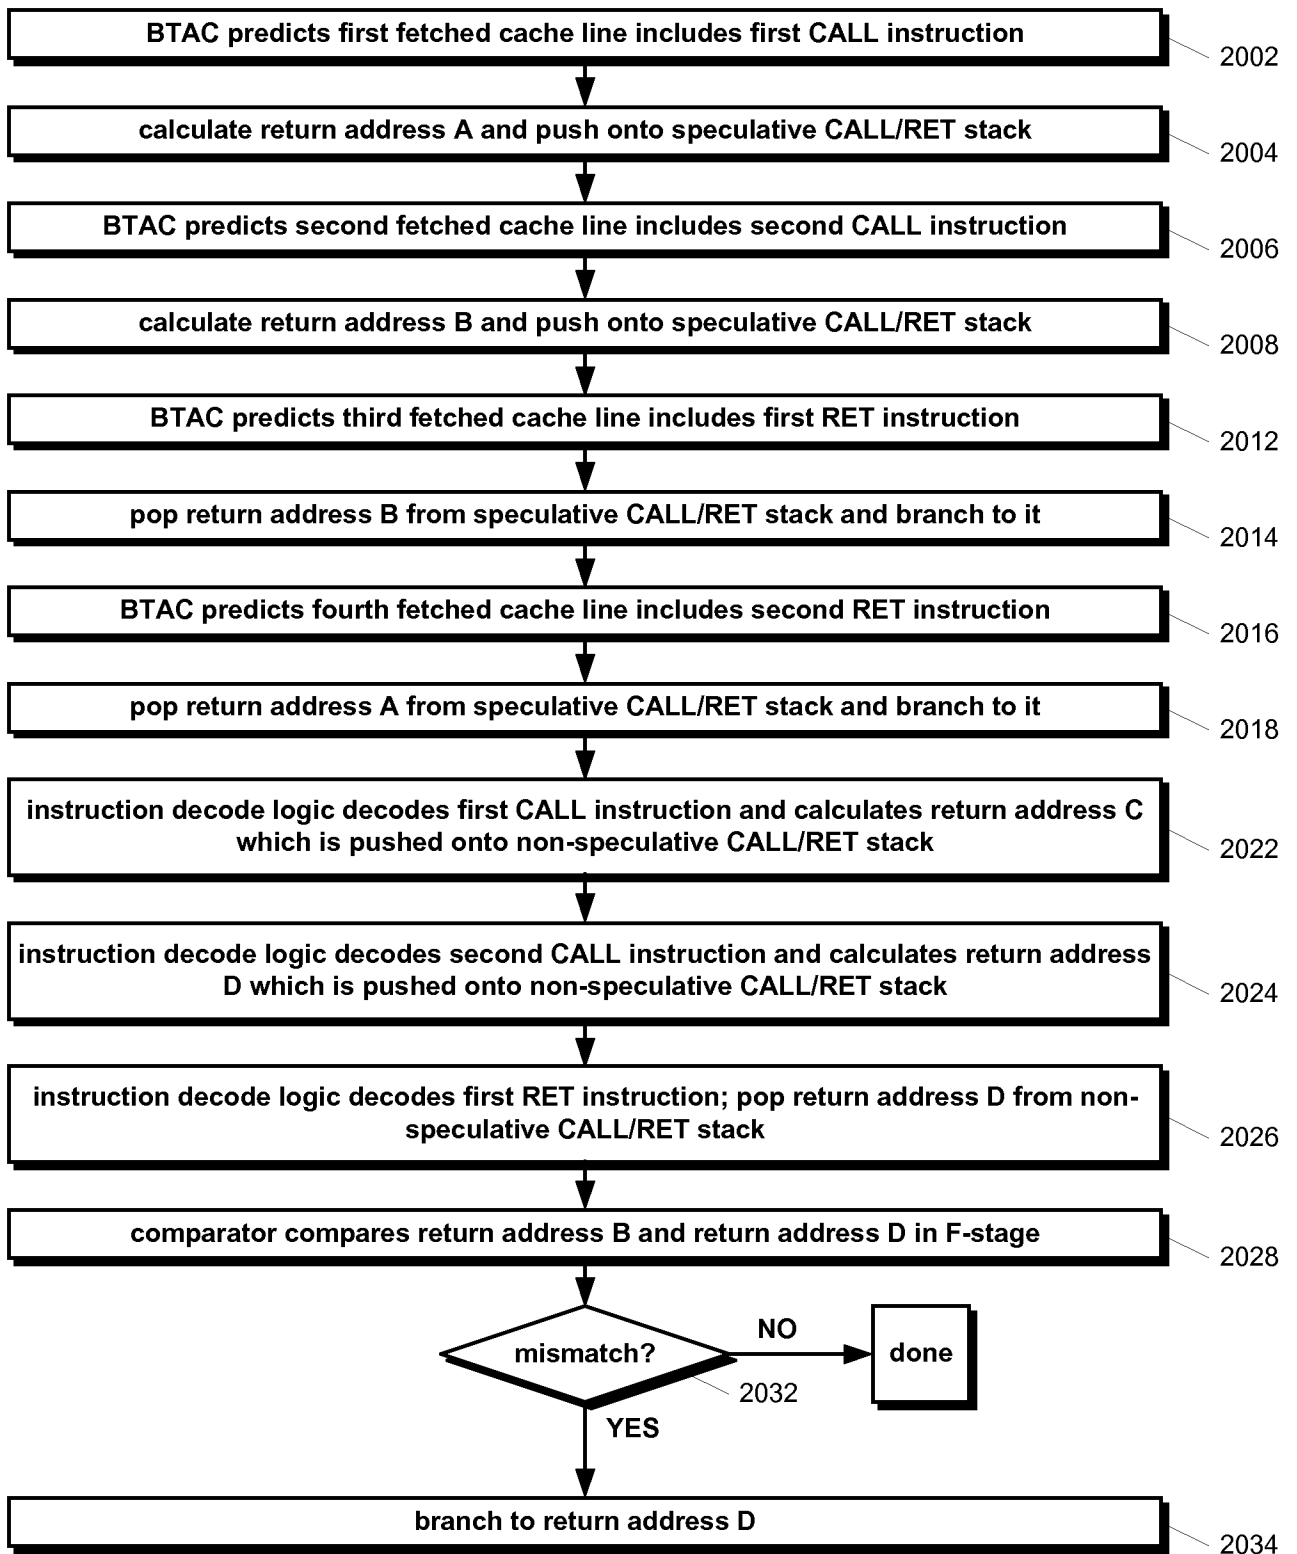 BTAC predicts first fetched cache line includes first CALL instruction
2002
calculate return address A and push onto speculative CALL/RET stack
2004
BTAC predicts second fetched cache line includes second CALL instruction
2006
calculate return address B and push onto speculative CALL/RET stack
2008
BTAC predicts third fetched cache line includes first RET instruction
2012
pop return address B from speculative CALL/RET stack and branch to it
2014
BTAC predicts fourth fetched cache line includes second RET instruction
2016
pop return address A from speculative CALL/RET stack and branch to it
2018
instruction decode logic decodes first CALL instruction and calculates return address C
which is pushed onto non-speculative CALL/RET stack
2022
instruction decode logic decodes second CALL instruction and calculates return address
D which is pushed onto non-speculative CALL/RET stack
2024
instruction decode logic decodes first RET instruction; pop return address D from non-
speculative CALL/RET stack
2026
comparator compares return address B and return address D in F-stage
2028
mismatch?
NO
done
2032
YES
branch to return address D
2034